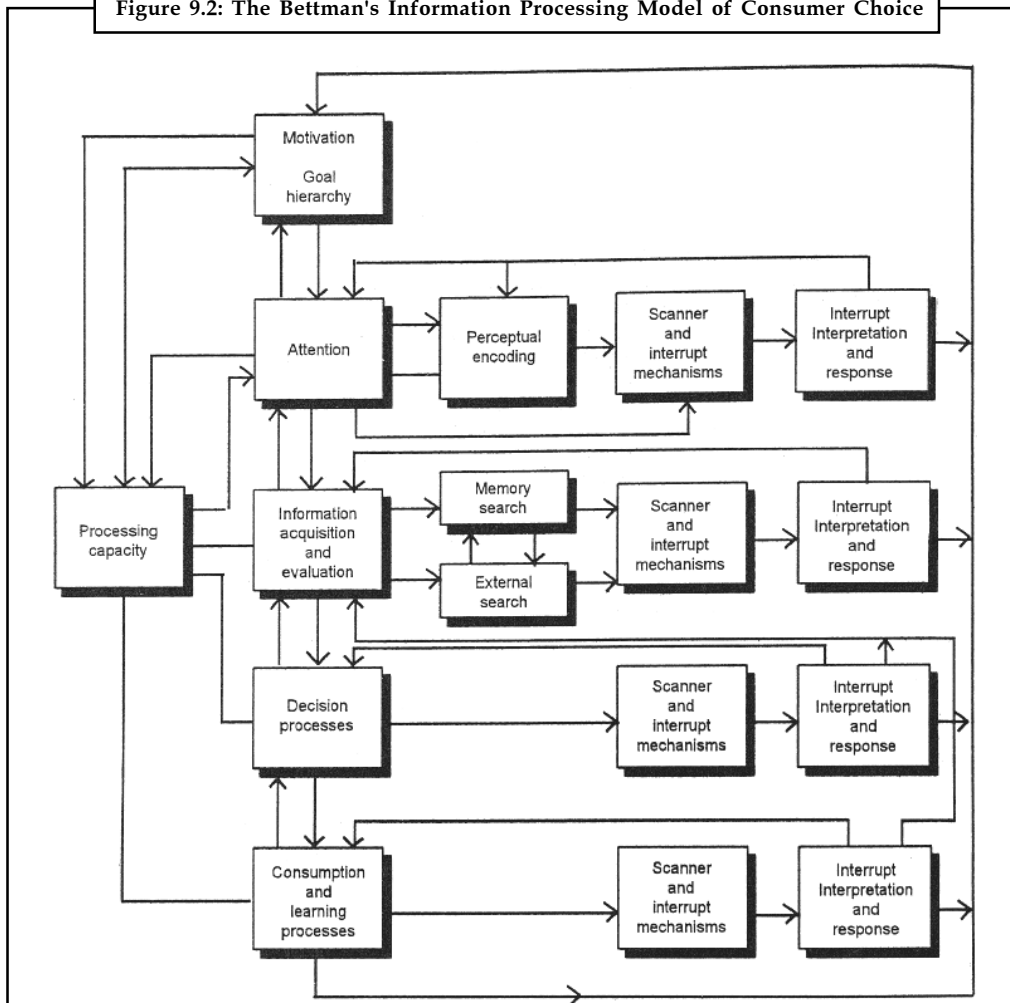 Figure 9.2: The Bettman's Information Processing Model of Consumer Choice
Motivation
Goal
hierarchy
Attention
Perceptual
encoding
Scanner
and
interrupt
mechanisms
Interrupt
Interpretation
and
response
Processing
capacity
Information
acquisition
and
evaluation
Memory
search
External
search
Scanner
and
interrupt
mechanisms
Interrupt
Interpretation
and
response
Decision
processes
Scanner
and
interrupt
mechanisms
Interrupt
Interpretation
and
response
Consumption
and
learning
processes
Scanner
and
interrupt
mechanisms
Interrupt
Interpretation
and
response